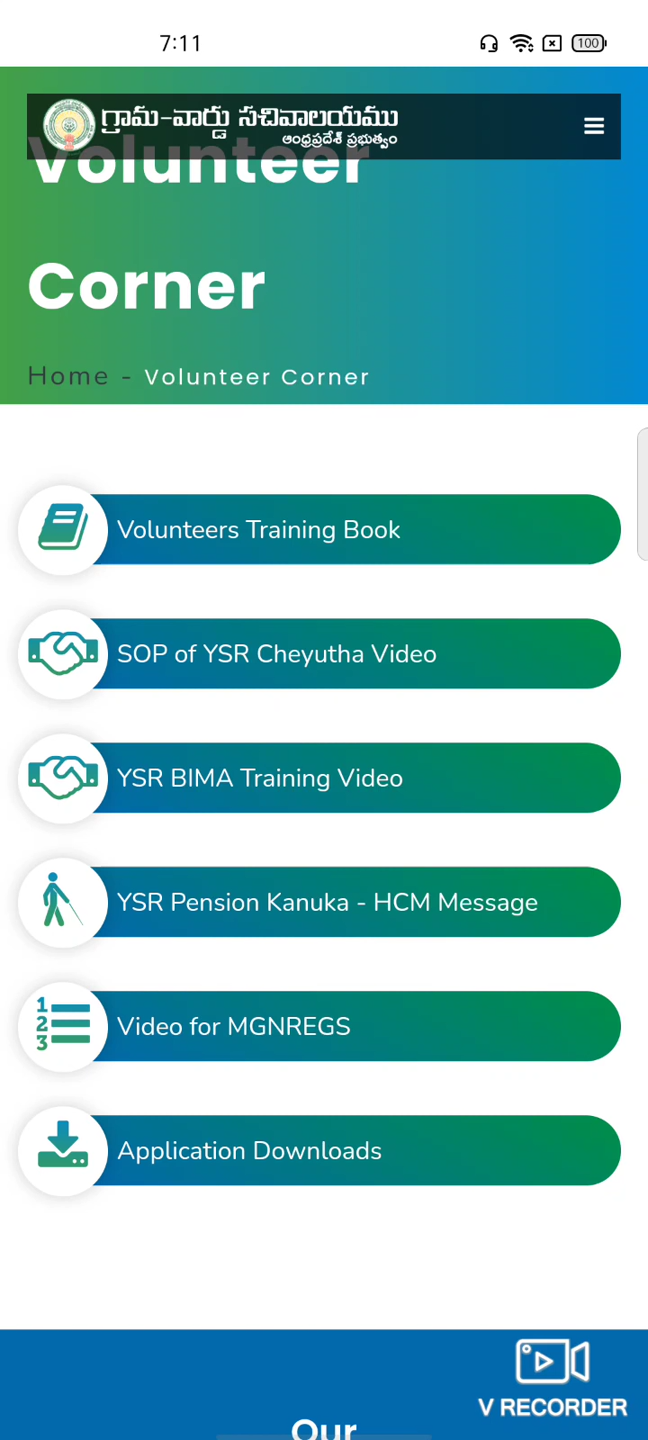 7:11
100
గ్రామ-వార్డు సచివాలయము
ఆంధ్రప్రదేశ్ ప్రభుత్వం
Volunteer
Corner
Home - Volunteer Corner
Volunteers Training Book
SOP of YSR Cheyutha Video
YSR BIMA Training Video
YSR Pension Kanuka - HCM Message
1
2
3
Video for MGNREGS
Application Downloads
V RECORDER
Our